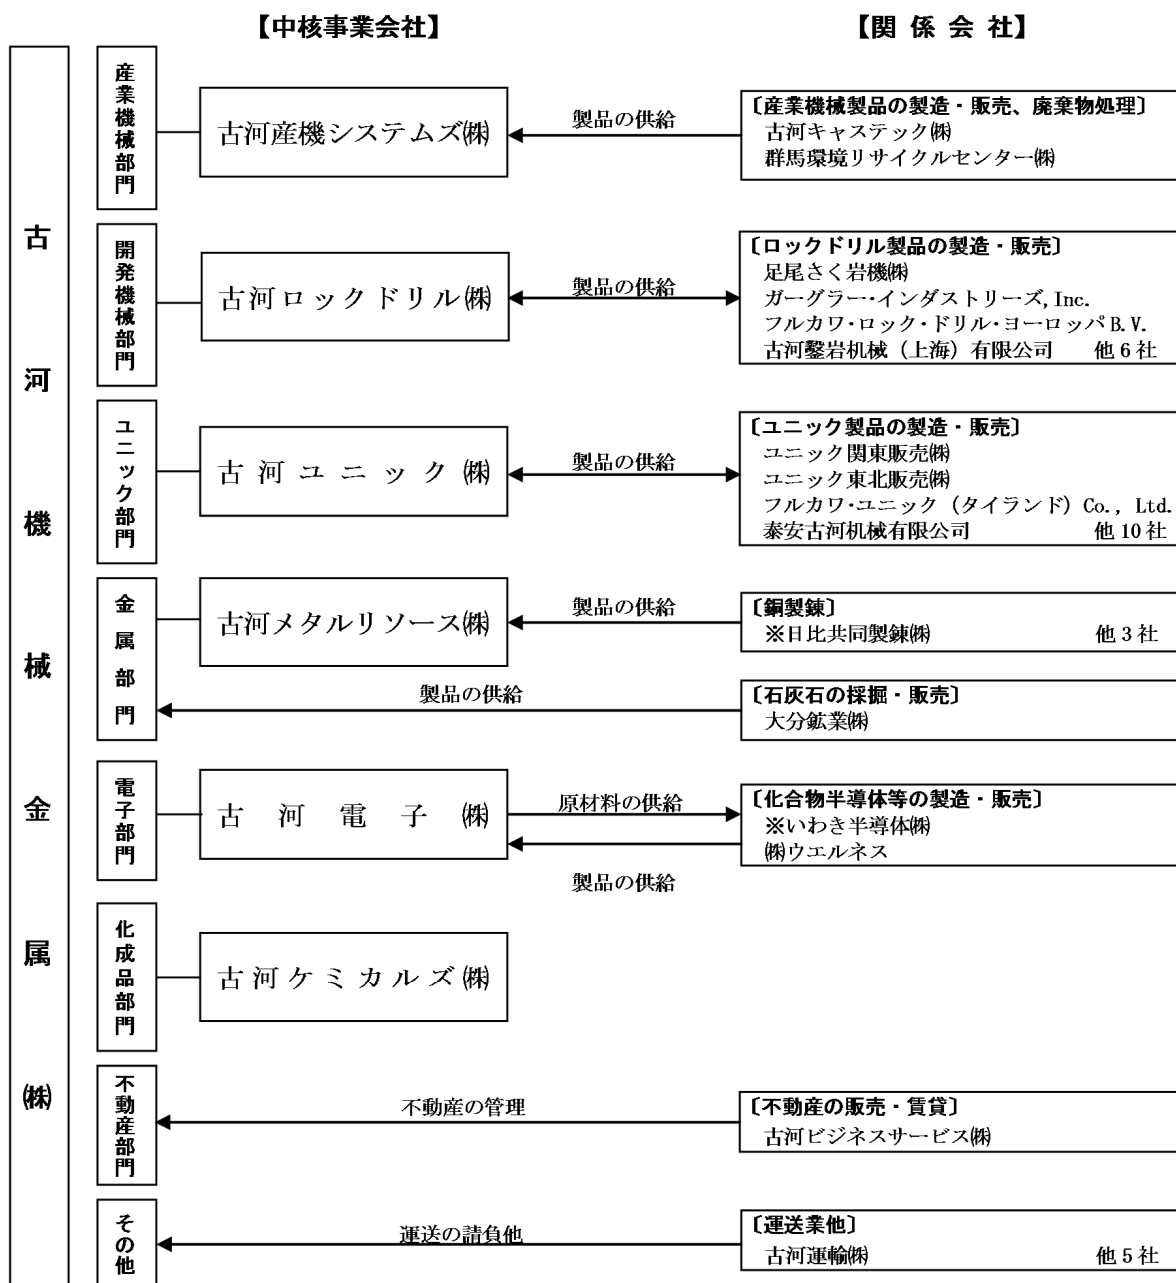 【中核事業会社】
【関 係 会 社】
古河機械金属㈱
産業機械部門
古河産機システムズ㈱
製品の供給
〔産業機械製品の製造・販売、廃棄物処理〕
古河キャステック㈱
群馬環境リサイクルセンター㈱
開発機械部門
古河ロックドリル㈱
製品の供給
〔ロックドリル製品の製造・販売〕
足尾さく岩機㈱
ガーグラー・インダストリーズ,Inc.
フルカワ・ロック・ドリル・ヨーロッパB.V.
古河鑿岩机械（上海）有限公司 他6社
ユニック部門
古河ユニック㈱
製品の供給
〔ユニック製品の製造・販売〕
ユニック関東販売㈱
ユニック東北販売㈱
フルカワ・ユニック（タイランド）Co., Ltd.
泰安古河机械有限公司 他10社
金属部門
古河メタルリソース㈱
製品の供給
〔銅製錬〕
※日比共同製錬㈱ 他3社
製品の供給
〔石灰石の採掘・販売〕
大分鉱業㈱
電子部門
古河電子㈱
原材料の供給
製品の供給
〔化合物半導体等の製造・販売〕
※いわき半導体㈱
㈱ウエルネス
化成品部門
古河ケミカルズ㈱
不動産部門
不動産の管理
〔不動産の販売・賃貸〕
古河ビジネスサービス㈱
その他
運送の請負他
〔運送業他〕
古河運輸㈱ 他5社